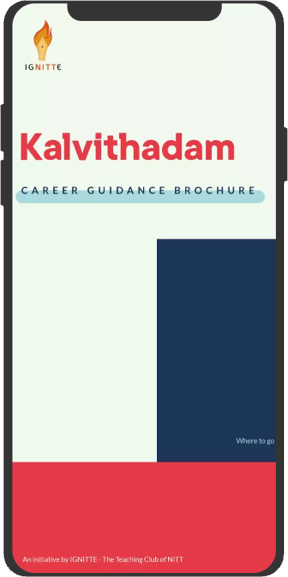 IGNITTE
Kalvithadam
CAREER GUIDANCE BROCHURE
Where to go
An initiative by IGNITTE - The Teaching Club of NITT